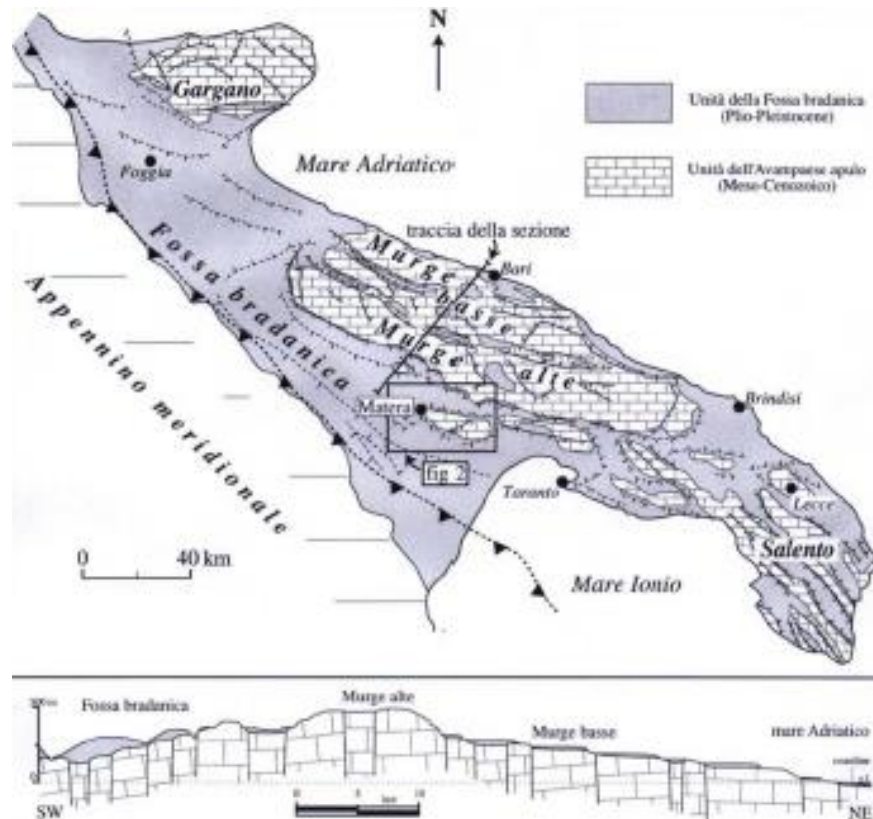 N
Gargano
Unità della Fossa bradanica
(Plio-Pleistocene)
Foggia
Mare Adriatico
Unità dell'Avampaese apulo
(Meso-Cenozoico)
traccia della sezione
Bari
Fossa bradanica
Murge basse
Murge alte
Appennino meridionale
Matera
Brindisi
fig 2
Taranto
Lecce
0 40 km
Salento
Mare Ionio
Fossa bradanica
Murge alte
Murge basse
mare Adriatico
0
SW
NE